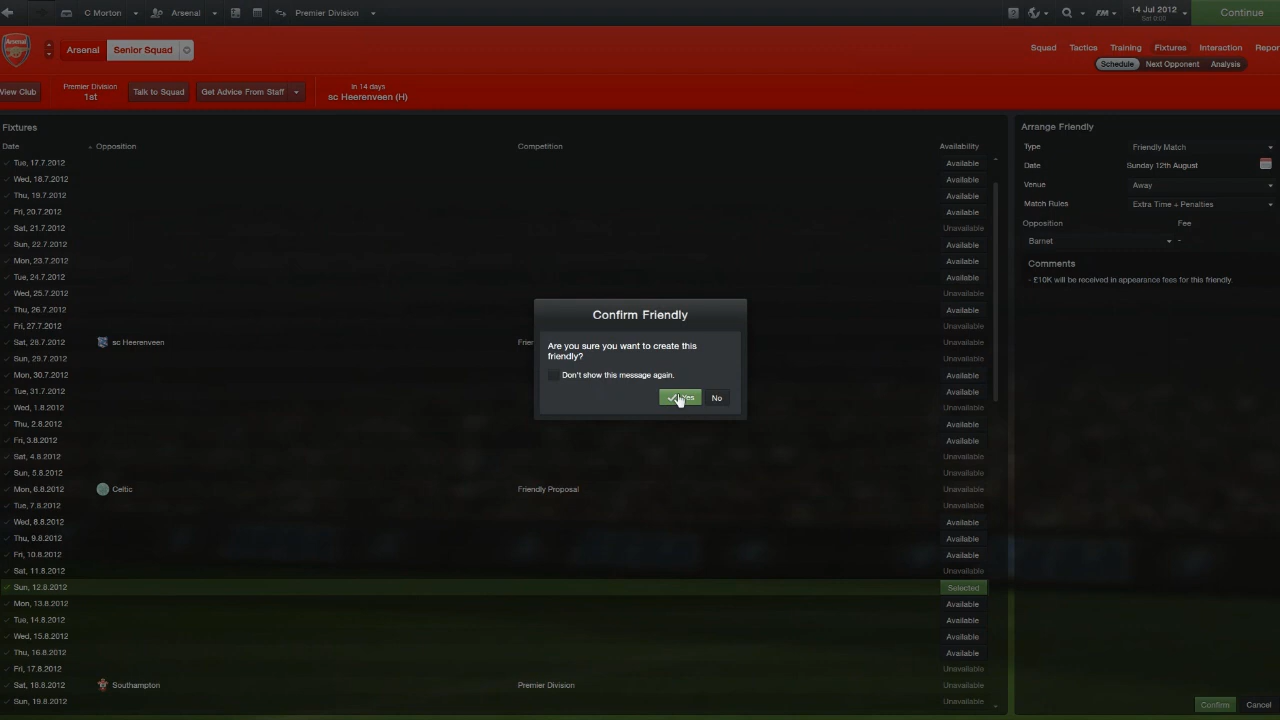 C Morton Arsenal Premier Division FM 14 Jul 2012 Continue
Sat 0:00
Arsenal Senior Squad Squad Tactics Training Fixtures Interaction Repor
Schedule Next Opponent Analysis
View Club Premier Division Talk to Squad Get Advice From Staff in 14 days
1st sc Heerenveen (H)
Fixtures
Date Opposition Competition Availability
Tue, 17.7.2012 Available
Wed, 18.7.2012 Available
Thu, 19.7.2012 Available
Fri, 20.7.2012 Available
Sat, 21.7.2012 Unavailable
Sun, 22.7.2012 Available
Mon, 23.7.2012 Available
Tue, 24.7.2012 Available
Wed, 25.7.2012 Unavailable
Thu, 26.7.2012 Available
Fri, 27.7.2012 Unavailable
Sat, 28.7.2012 sc Heerenveen Frien Unavailable
Sun, 29.7.2012 Unavailable
Mon, 30.7.2012 Available
Tue, 31.7.2012 Available
Wed, 1.8.2012 Unavailable
Thu, 2.8.2012 Available
Fri, 3.8.2012 Available
Sat, 4.8.2012 Unavailable
Sun, 5.8.2012 Unavailable
Mon, 6.8.2012 Celtic Friendly Proposal Unavailable
Tue, 7.8.2012 Unavailable
Wed, 8.8.2012 Available
Thu, 9.8.2012 Available
Fri, 10.8.2012 Available
Sat, 11.8.2012 Unavailable
Sun, 12.8.2012 Selected
Mon, 13.8.2012 Available
Tue, 14.8.2012 Available
Wed, 15.8.2012 Available
Thu, 16.8.2012 Available
Fri, 17.8.2012 Unavailable
Sat, 18.8.2012 Southampton Premier Division Unavailable
Sun, 19.8.2012 Unavailable
Confirm Friendly
Are you sure you want to create this
friendly?
Don't show this message again.
Yes No
Arrange Friendly
Type Friendly Match
Date Sunday 12th August
Venue Away
Match Rules Extra Time + Penalties
Opposition Fee
Barnet -
Comments
- £10K will be received in appearance fees for this friendly.
Confirm Cancel